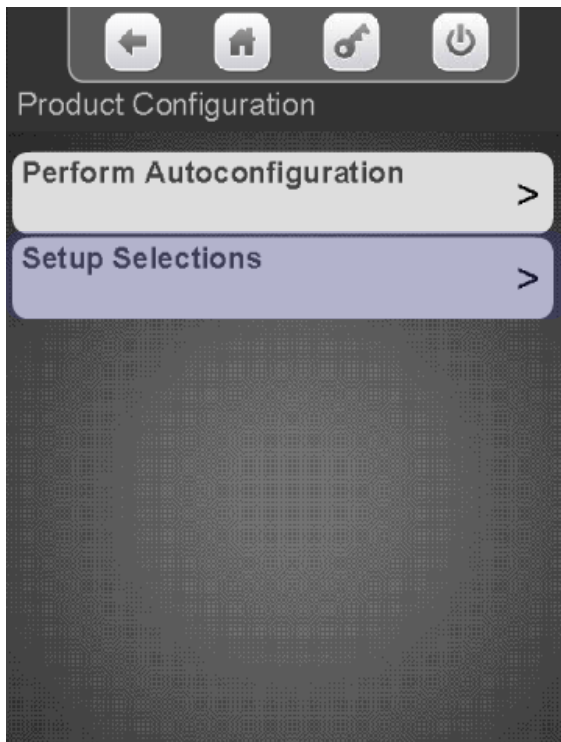 Product Configuration
Perform Autoconfiguration
>
Setup Selections
>